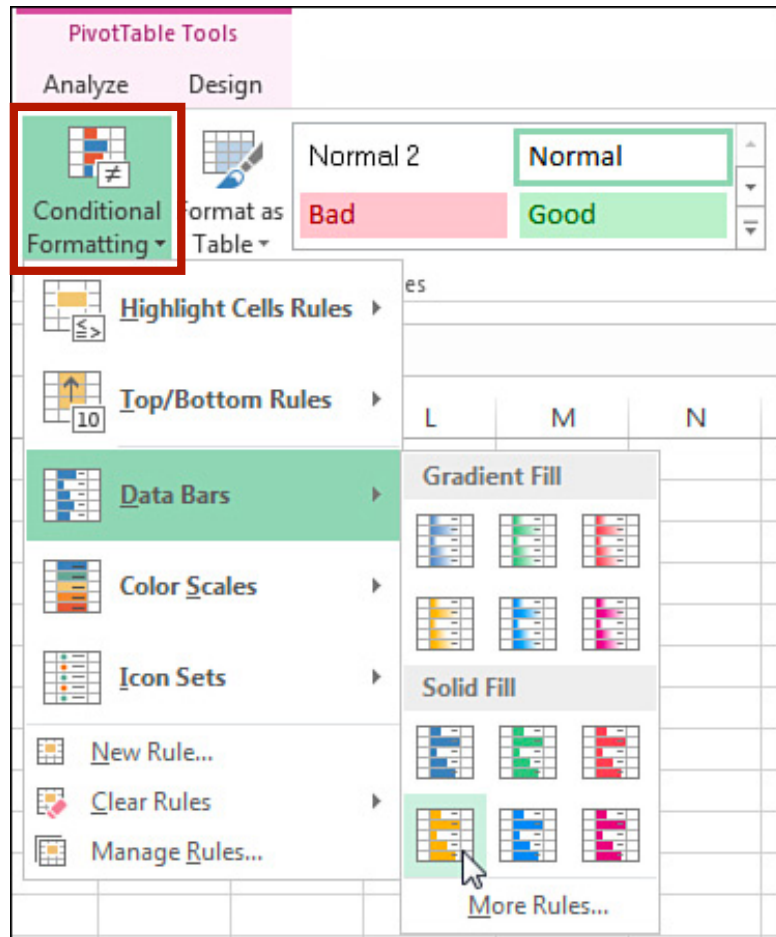 PivotTable Tools
Analyze Design
Conditional Formatting
Format as Table
Normal 2 Normal
Bad Good
es
Highlight Cells Rules
Top/Bottom Rules
10
L M N
Data Bars
Color Scales
Icon Sets
New Rule...
Clear Rules
Manage Rules...
Gradient Fill
Solid Fill
More Rules...